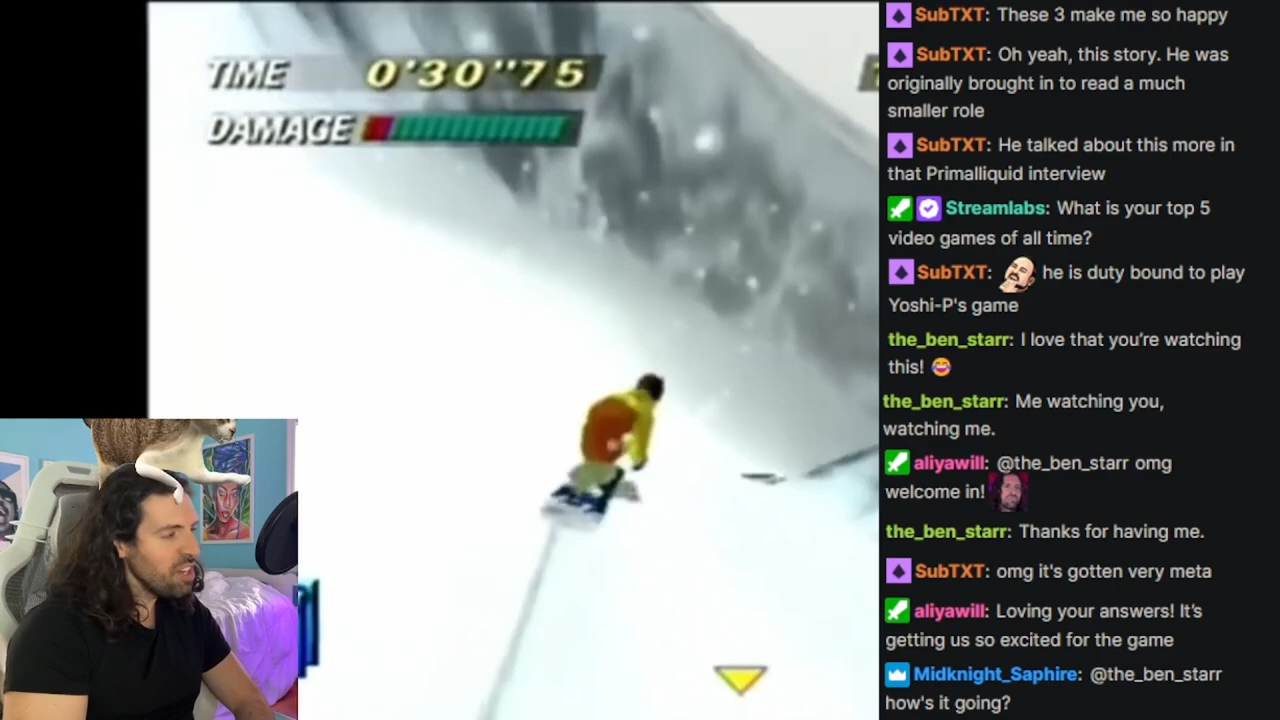 TIME 0'30"75
DAMAGE
SubTXT: These 3 make me so happy
SubTXT: Oh yeah, this story. He was
originally brought in to read a much
smaller role
SubTXT: He talked about this more in
that Primalliquid interview
Streamlabs: What is your top 5
video games of all time?
SubTXT: he is duty bound to play
Yoshi-P's game
the_ben_starr: I love that you’re watching
this! 😂
the_ben_starr: Me watching you,
watching me.
aliyawill: @the_ben_starr omg
welcome in!
the_ben_starr: Thanks for having me.
SubTXT: omg it's gotten very meta
aliyawill: Loving your answers! It’s
getting us so excited for the game
Midknight_Saphire: @the_ben_starr
how's it going?